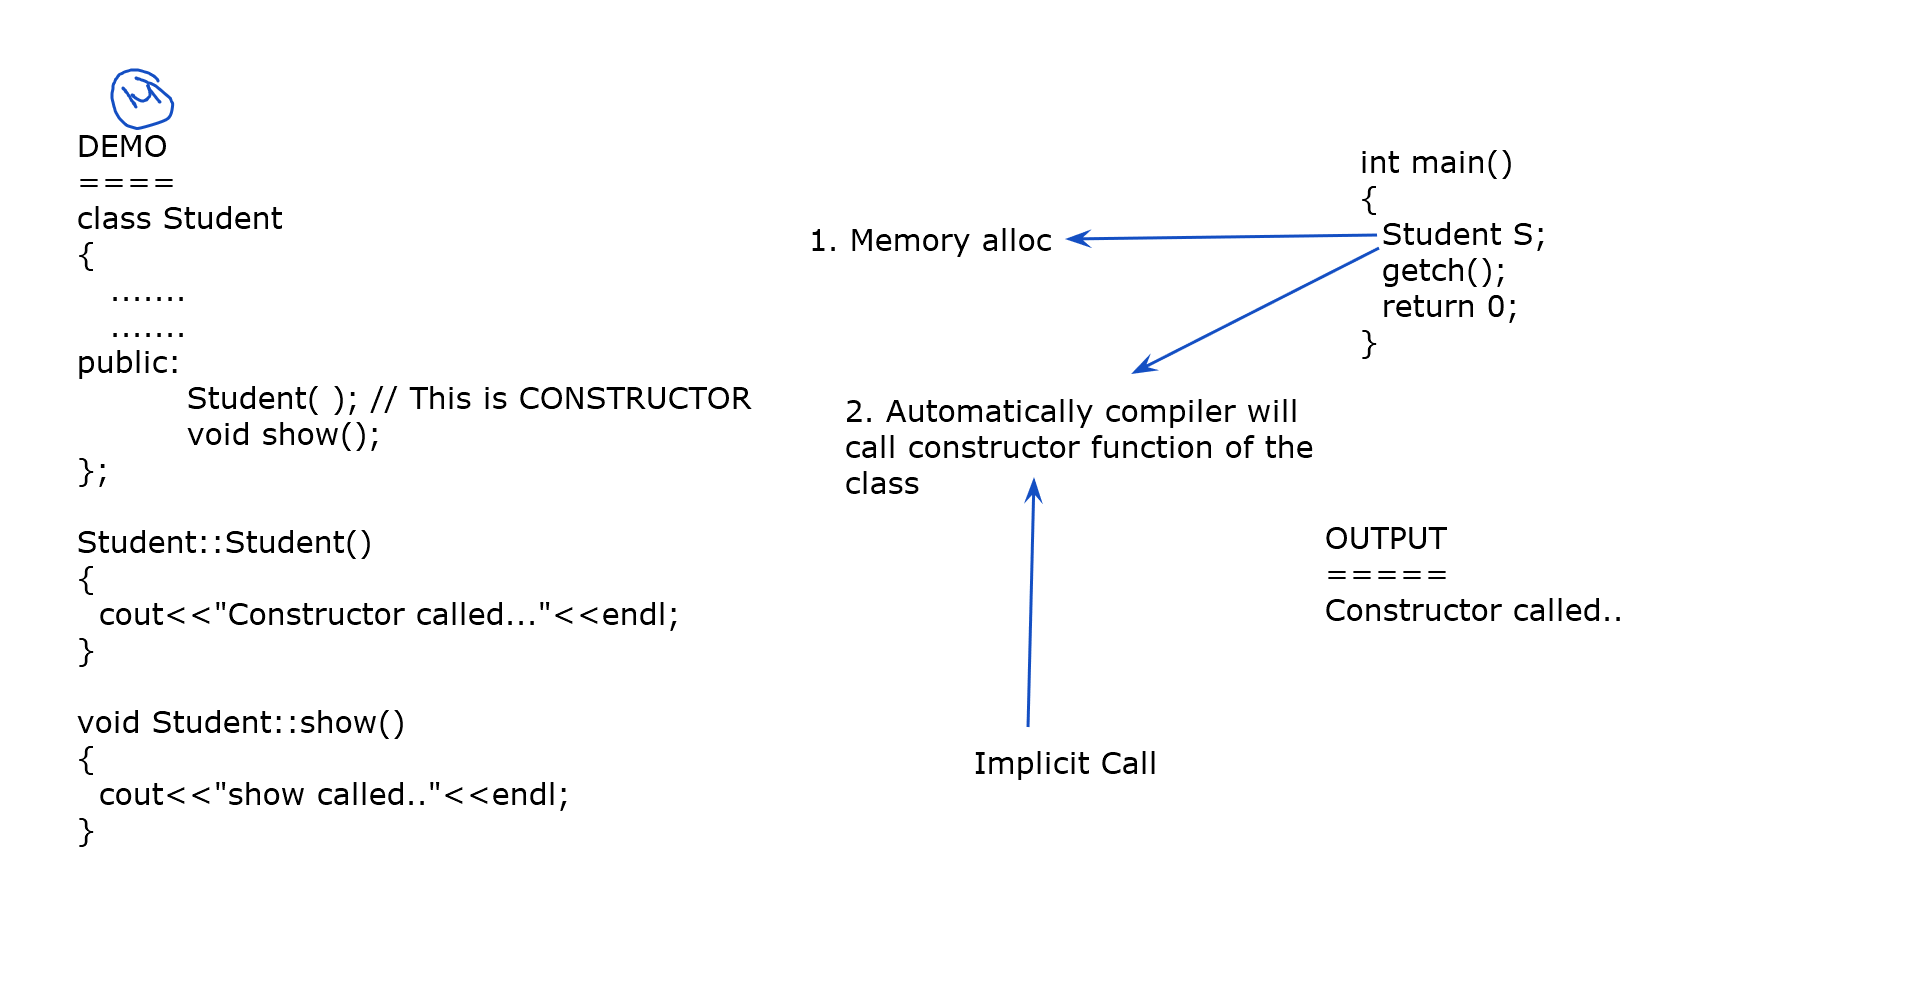 DEMO
====
class Student
{
.......
.......
public:
Student( ); // This is CONSTRUCTOR
void show();
};
Student::Student()
{
cout<<"Constructor called..."<<endl;
}
void Student::show()
{
cout<<"show called.."<<endl;
}
1. Memory alloc
2. Automatically compiler will
call constructor function of the
class
Implicit Call
int main()
{
Student S;
getch();
return 0;
}
OUTPUT
=====
Constructor called..